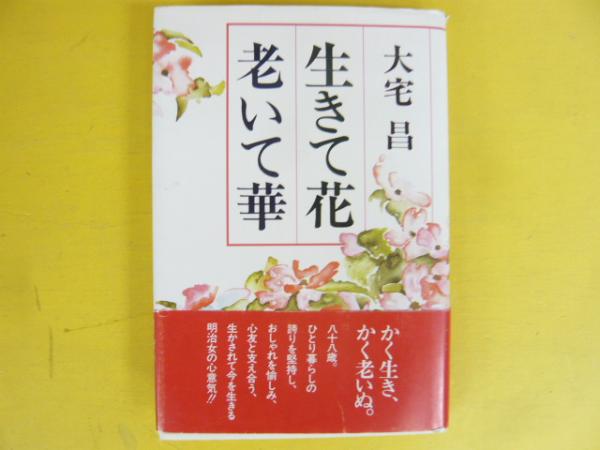 大宅 昌
生きて花
老いて華
かく生き、
かく老いぬ。
八十八歳。
ひとり暮らしの
誇りを堅持し、
おしゃれを愉しみ、
心友と支え合う、
生かされて今を生きる
明治女の心意気!!